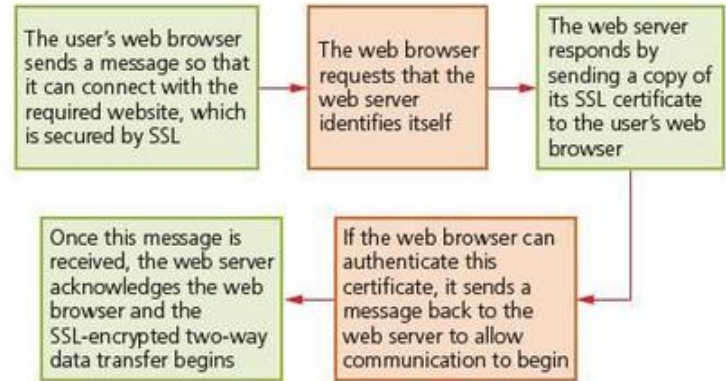 The user's web browser
sends a message so that
it can connect with the
required website, which
is secured by SSL
The web browser
requests that the
web server
identifies itself
The web server
responds by
sending a copy of
its SSL certificate
to the user's web
browser
If the web browser can
authenticate this
certificate, it sends a
message back to the
web server to allow
communication to begin
Once this message is
received, the web server
acknowledges the web
browser and the
SSL-encrypted two-way
data transfer begins